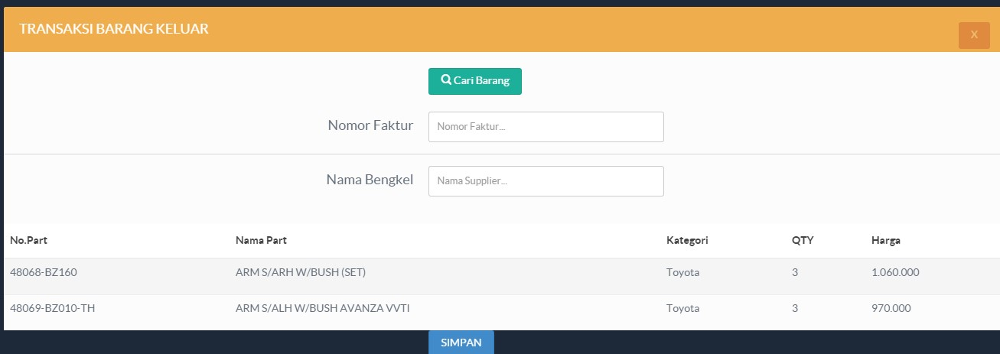 TRANSAKSI BARANG KELUAR
X
Cari Barang
Nomor Faktur Nomor Faktur...
Nama Bengkel Nama Supplier...
No.Part Nama Part Kategori QTY Harga
48068-BZ160 ARM S/ARH W/BUSH (SET) Toyota 3 1.060.000
48069-BZ010-TH ARM S/ALH W/BUSH AVANZA VVTI Toyota 3 970.000
SIMPAN